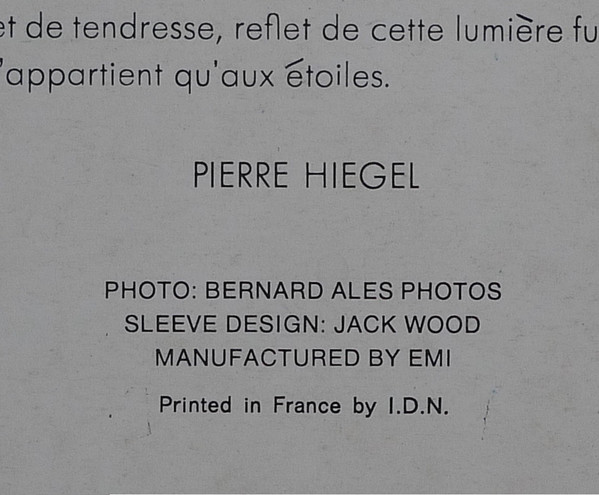 et de tendresse, reflet de cette lumière fu
'appartient qu'aux étoiles.
PIERRE HIEGEL
PHOTO: BERNARD ALES PHOTOS
SLEEVE DESIGN: JACK WOOD
MANUFACTURED BY EMI
Printed in France by I.D.N.